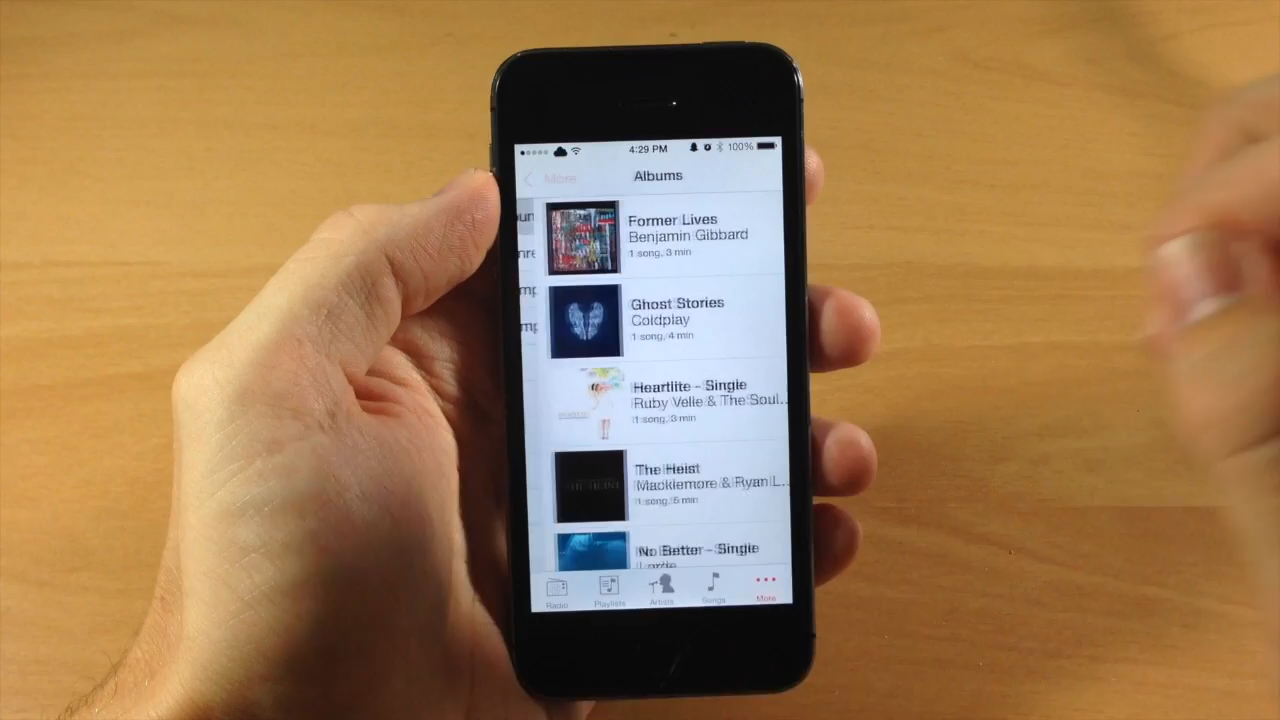 4:29 PM
100%
More
Albums
Former Lives
Benjamin Gibbard
1 song, 3 min
Ghost Stories
Coldplay
1 song, 4 min
Heartlite - Single
Ruby Velle & The Soul...
1 song, 3 min
The Heist
Macklemore & Ryan L...
1 song, 5 min
No Better - Single
Lorde
Radio
Playlists
Artists
Songs
More